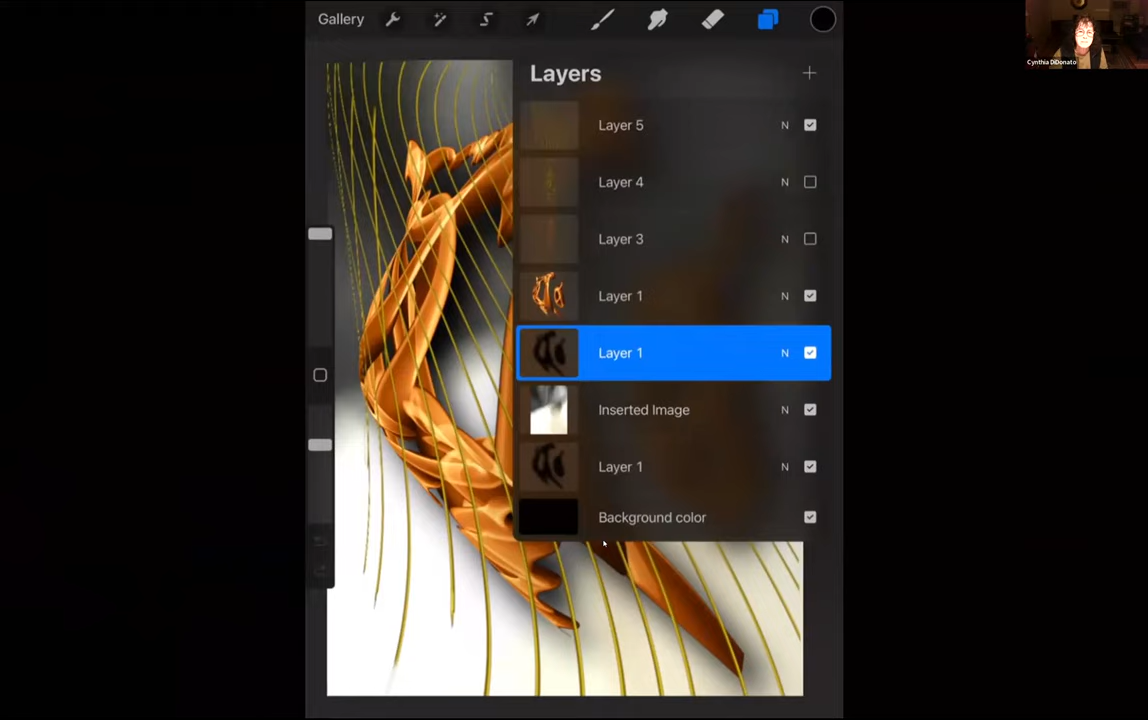 Gallery
Cynthia DiDonato
Layers
Layer 5 N
Layer 4 N
Layer 3 N
Layer 1 N
Layer 1 N
Inserted Image N
Layer 1 N
Background color